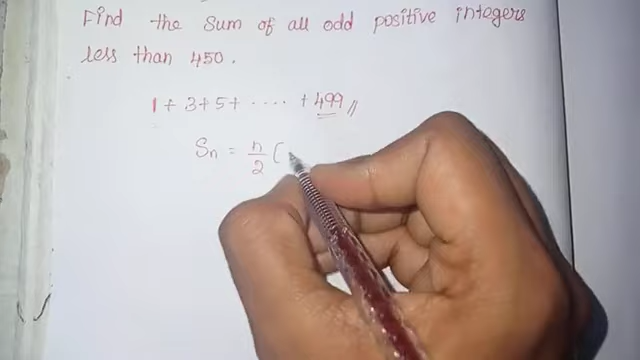 Find the Sum of all odd positive integers
less than 450.
1 + 3 + 5 + ..... + 499 //
Sn = n/2 (